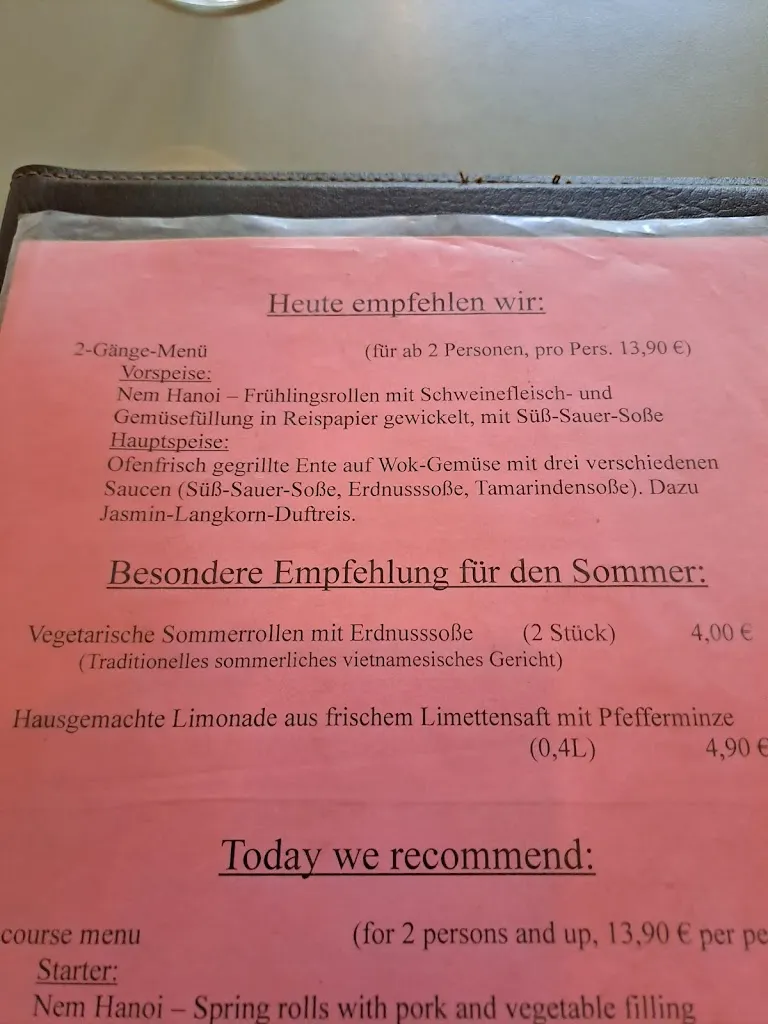 Heute empfehlen wir:
2-Gänge-Menü (für ab 2 Personen, pro Pers. 13,90 €)
Vorspeise:
Nem Hanoi – Frühlingsrollen mit Schweinefleisch- und
Gemüsefüllung in Reispapier gewickelt, mit Süß-Sauer-Soße
Hauptspeise:
Ofenfrisch gegrillte Ente auf Wok-Gemüse mit drei verschiedenen
Saucen (Süß-Sauer-Soße, Erdnusssoße, Tamarindensoße). Dazu
Jasmin-Langkorn-Duftreis.
Besondere Empfehlung für den Sommer:
Vegetarische Sommerrollen mit Erdnusssoße (2 Stück) 4,00 €
(Traditionelles sommerliches vietnamesisches Gericht)
Hausgemachte Limonade aus frischem Limettensaft mit Pfefferminze
(0,4L) 4,90 €
Today we recommend:
course menu (for 2 persons and up, 13,90 € per pe
Starter:
Nem Hanoi – Spring rolls with pork and vegetable filling